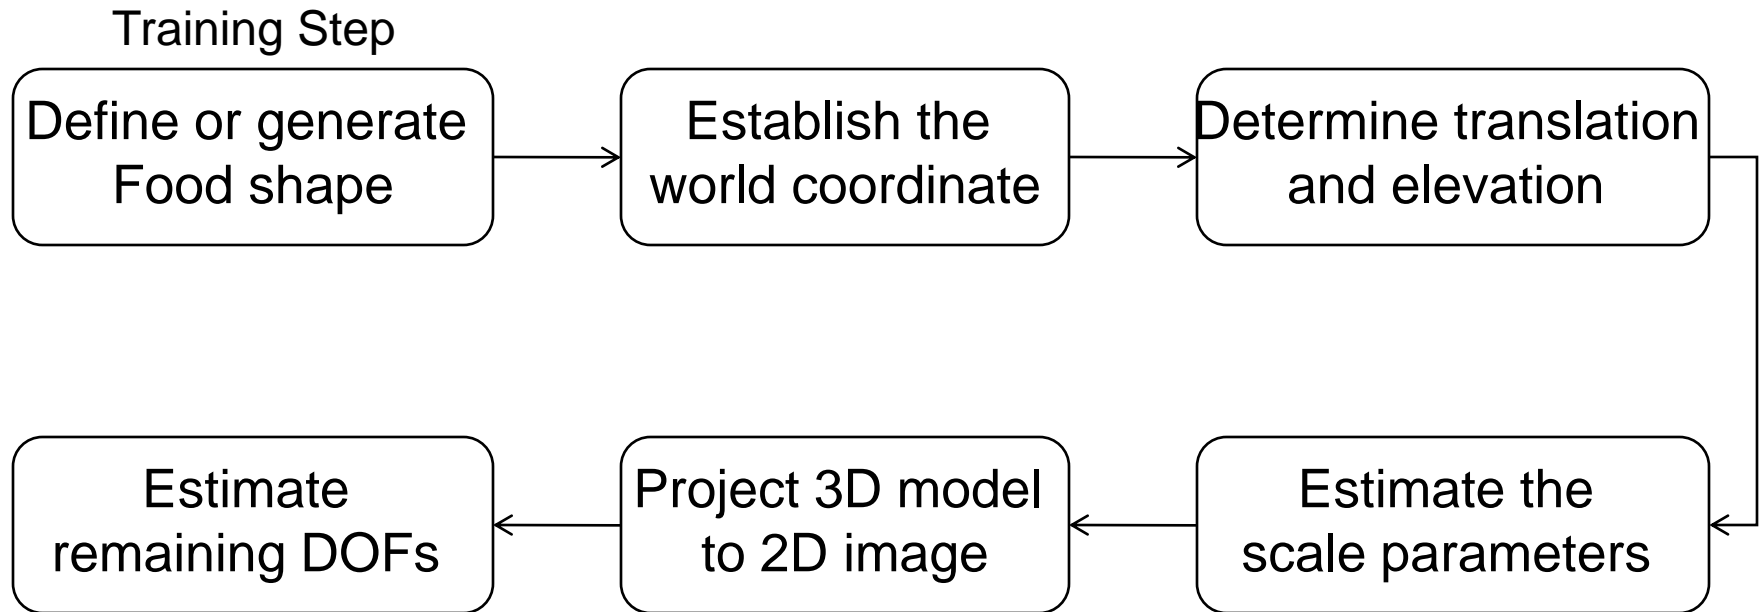 Training Step
Define or generate
Food shape
Establish the
world coordinate
Determine translation
and elevation
Estimate the
scale parameters
Project 3D model
to 2D image
Estimate
remaining DOFs